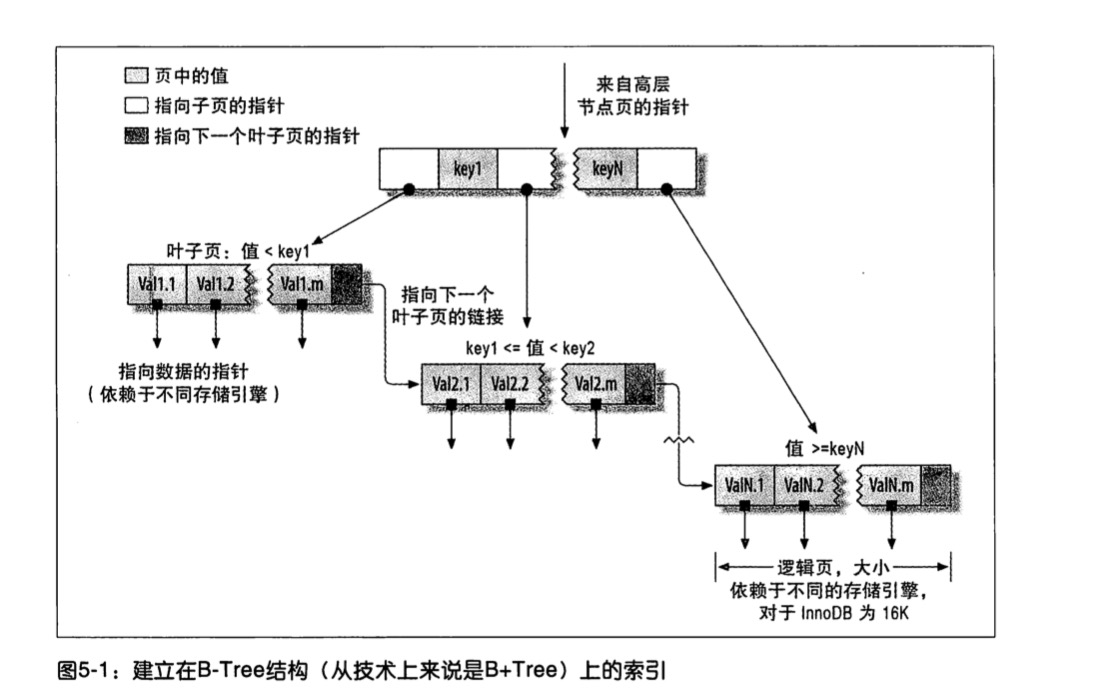 页中的值
指向子页的指针
指向下一个叶子页的指针
来自高层
节点页的指针
key1
keyN
叶子页：值 < key1
Val1.1
Val1.2
Val1.m
指向下一个
叶子页的链接
指向数据的指针
（依赖于不同存储引擎）
key1 <= 值 < key2
Val2.1
Val2.2
Val2.m
值 >=keyN
ValN.1
ValN.2
ValN.m
逻辑页，大小
依赖于不同的存储引擎，
对于 InnoDB 为 16K
图5-1：建立在B-Tree结构（从技术上来说是B+Tree）上的索引